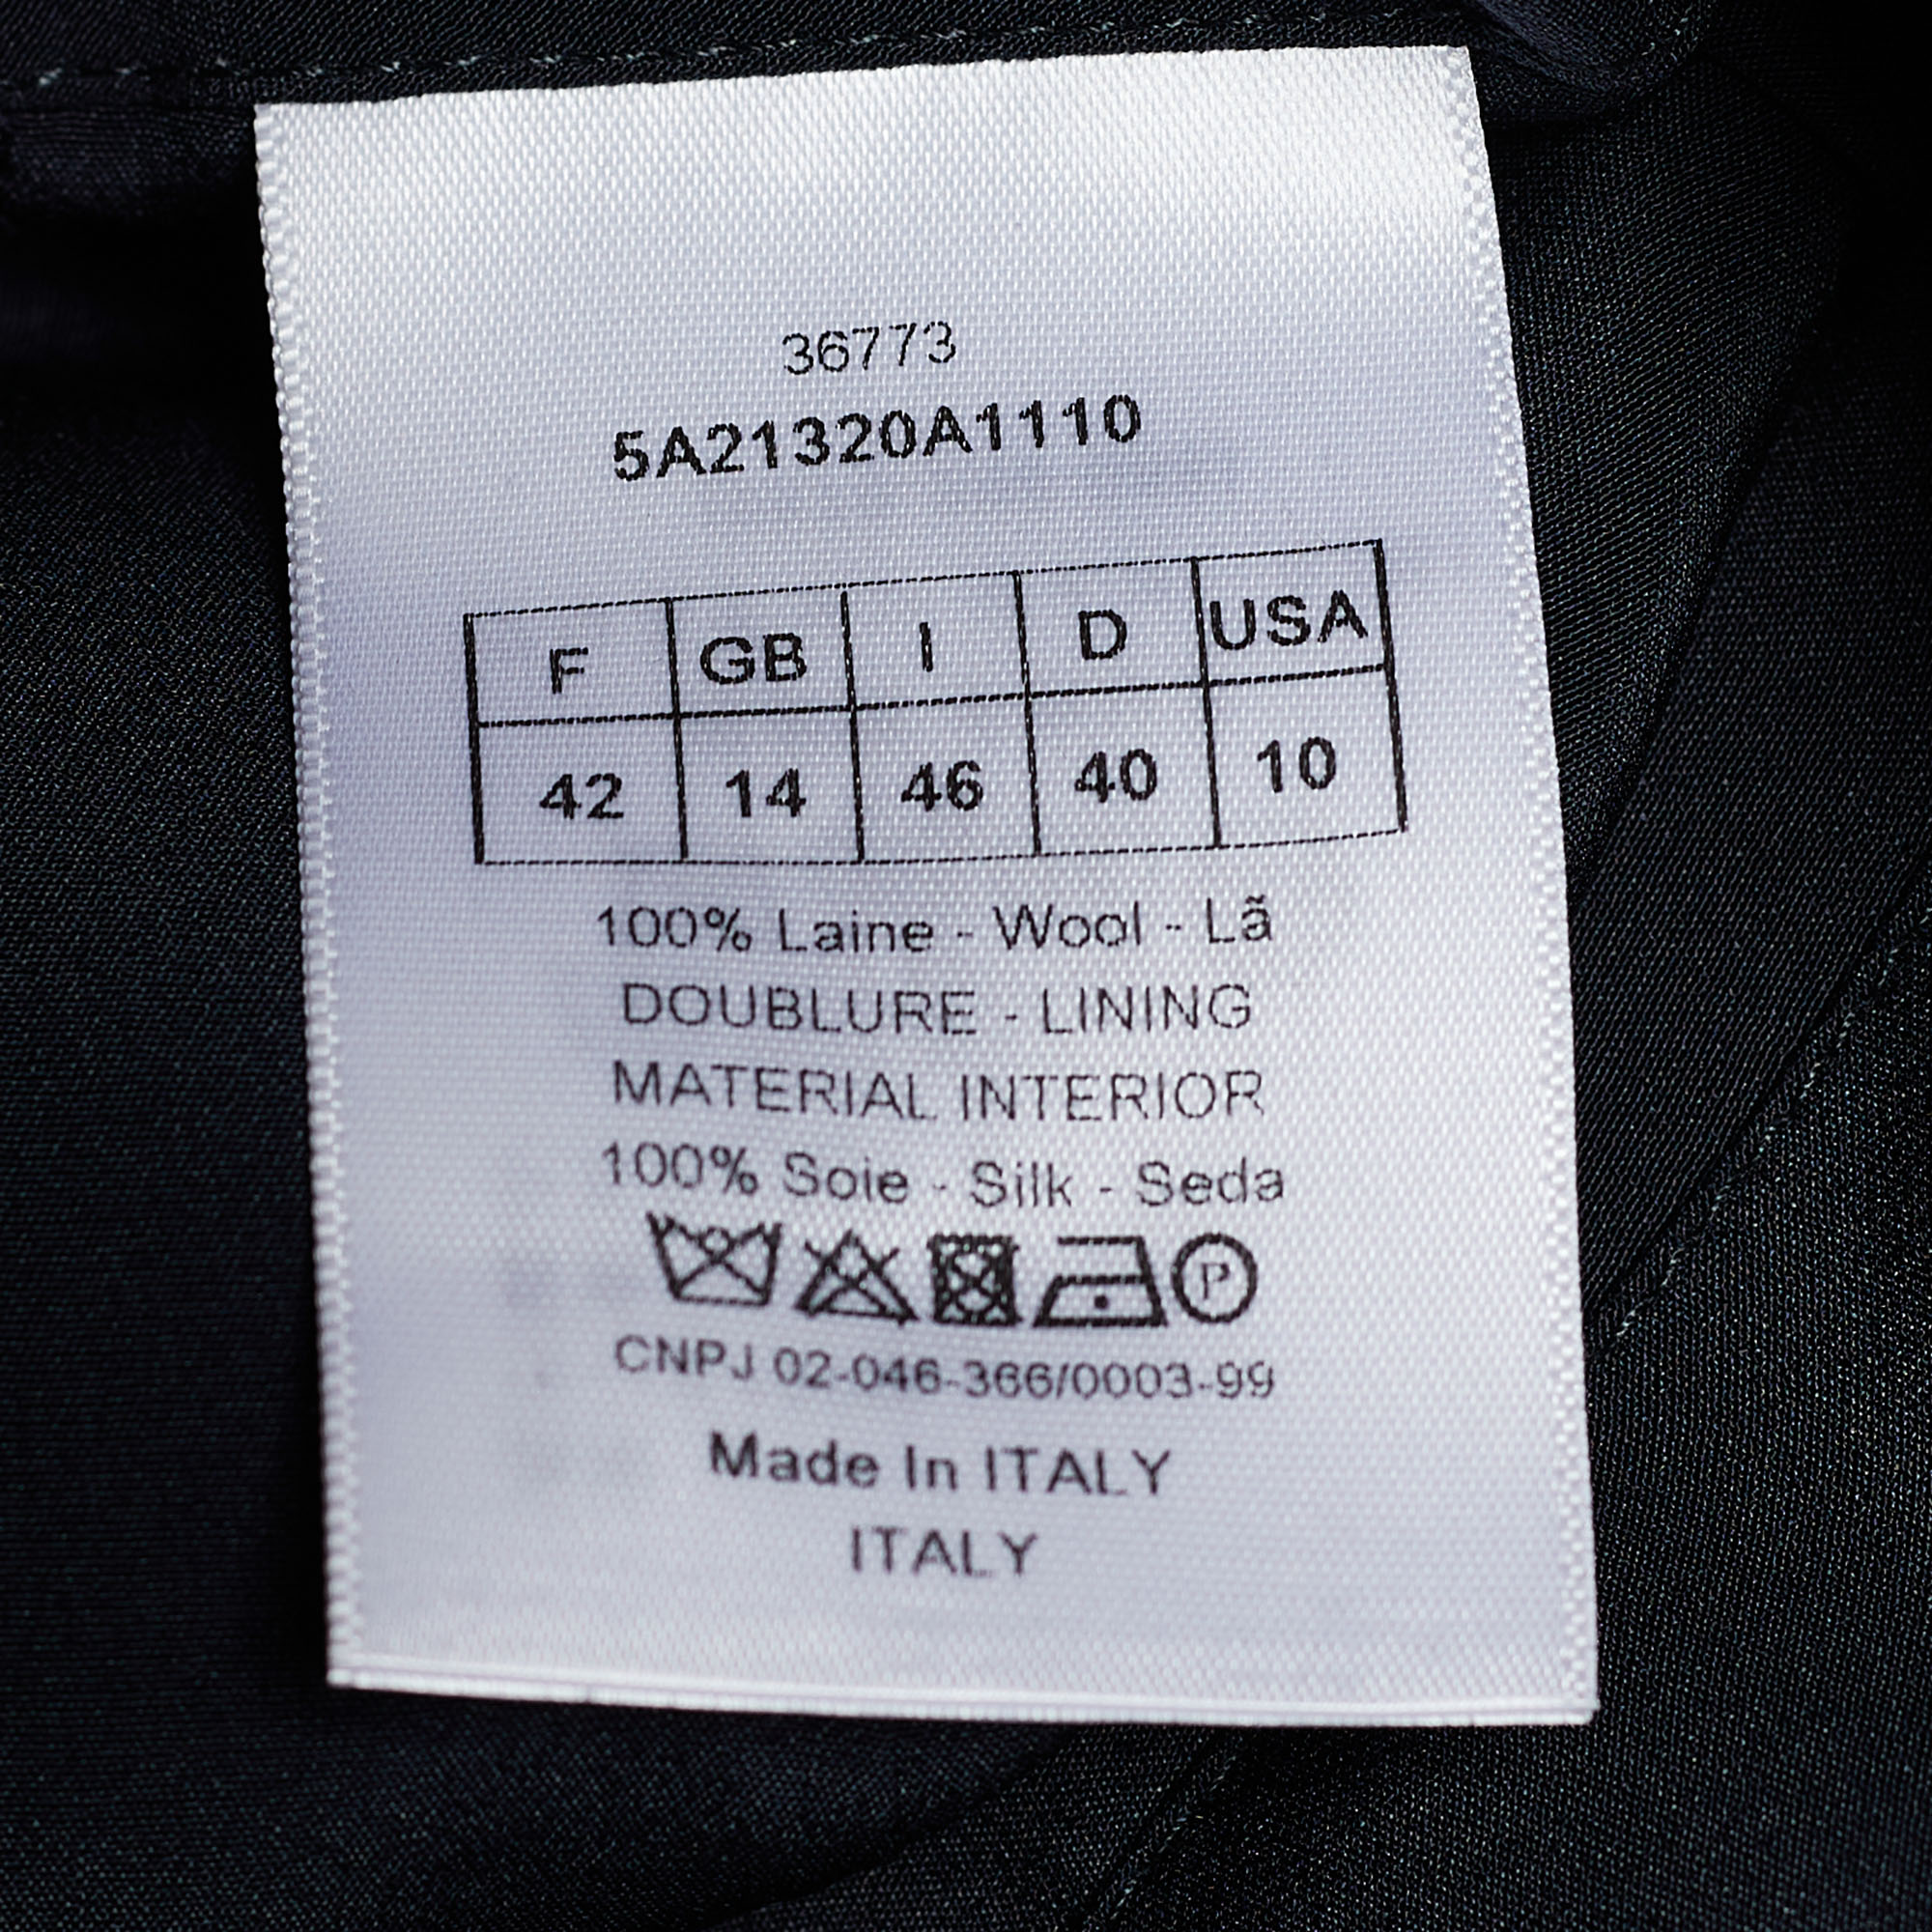 36773
5A21320A1110
F GB I D USA
42 14 46 40 10
100% Laine - Wool - Lã
DOUBLURE - LINING
MATERIAL INTERIOR
100% Soie - Silk - Seda
P
CNPJ 02-046-366/0003-99
Made In ITALY
ITALY